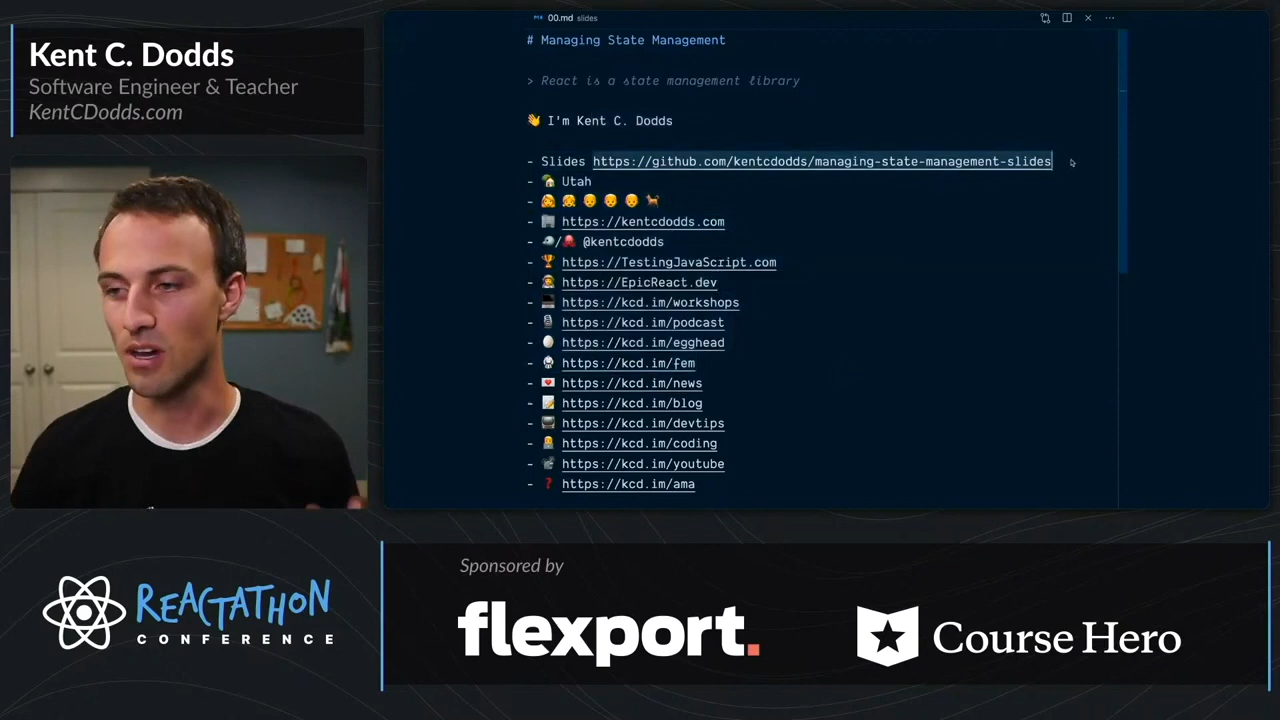 Kent C. Dodds
Software Engineer & Teacher
KentCDodds.com
00.md slides
# Managing State Management
> React is a state management library
👋 I'm Kent C. Dodds
- Slides https://github.com/kentcdodds/managing-state-management-slides
- 🏡 Utah
- 👩 👧 👦 👦 👦 🐕
- 🏢 https://kentcdodds.com
- 🐦/🐙 @kentcdodds
- 🏆 https://TestingJavaScript.com
- 👩‍🚀 https://EpicReact.dev
- 💻 https://kcd.im/workshops
- 🎙 https://kcd.im/podcast
- 🥚 https://kcd.im/egghead
- https://kcd.im/fem
- 💌 https://kcd.im/news
- 📝 https://kcd.im/blog
- 📺 https://kcd.im/devtips
- 👨‍💻 https://kcd.im/coding
- 📽 https://kcd.im/youtube
- ❓ https://kcd.im/ama
REACTATHON
CONFERENCE
Sponsored by
flexport.
Course Hero